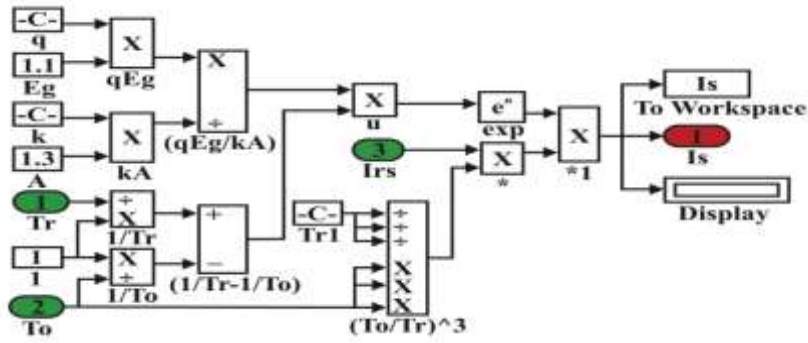 -C-
q
1.1
Eg
X
qEg
-C-
k
1.3
A
X
kA
X
÷
(qEg/kA)
1
Tr
÷
X
1/Tr
1
1
X
÷
1/To
2
To
+
−
(1/Tr-1/To)
X
u
3
Irs
-C-
Tr1
÷
÷
÷
X
X
X
(To/Tr)^3
eu
exp
X
*
X
*1
Is
To Workspace
1
Is
Display